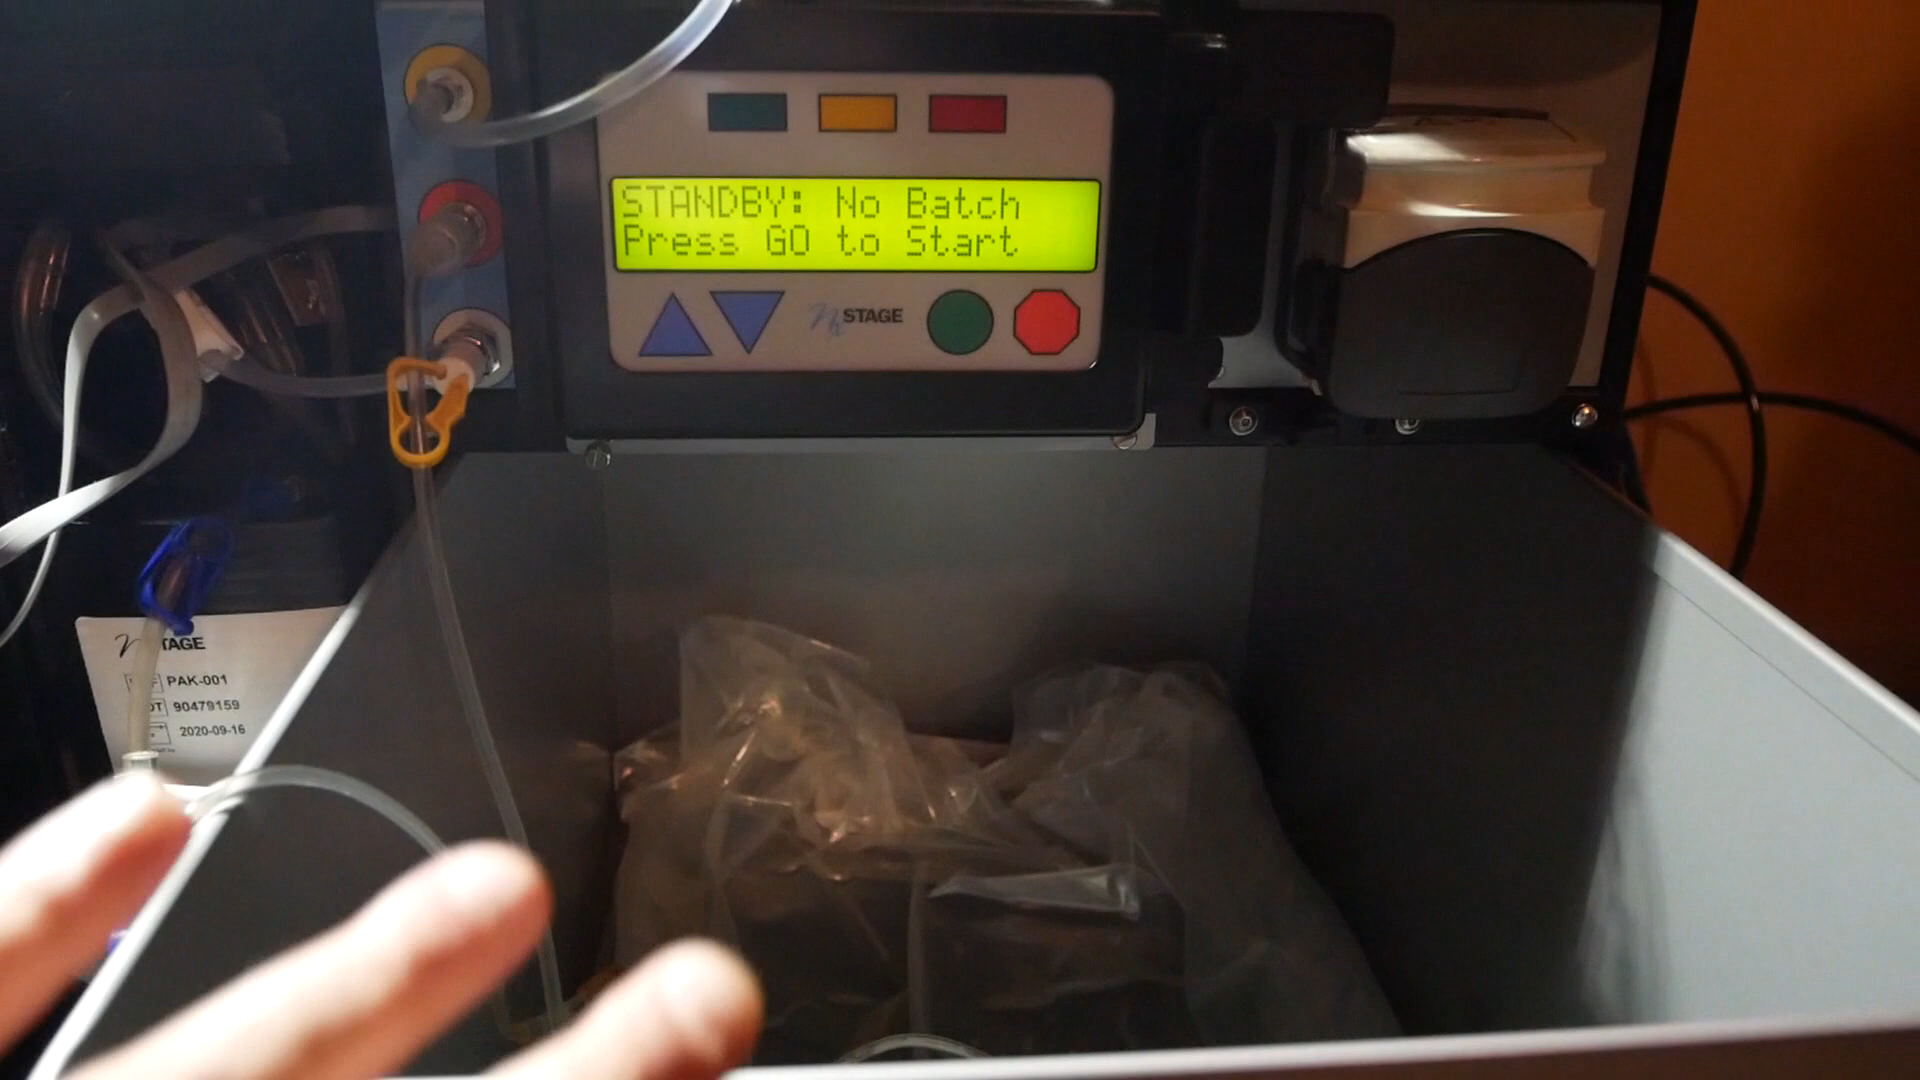 STANDBY: No Batch
Press GO to Start
STAGE
TAGE
PAK-001
90479159
2020-09-16